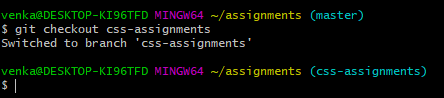 venka@DESKTOP-KI96TFD MINGW64 ~/assignments (master)
$ git checkout css-assignments
Switched to branch 'css-assignments'
venka@DESKTOP-KI96TFD MINGW64 ~/assignments (css-assignments)
$